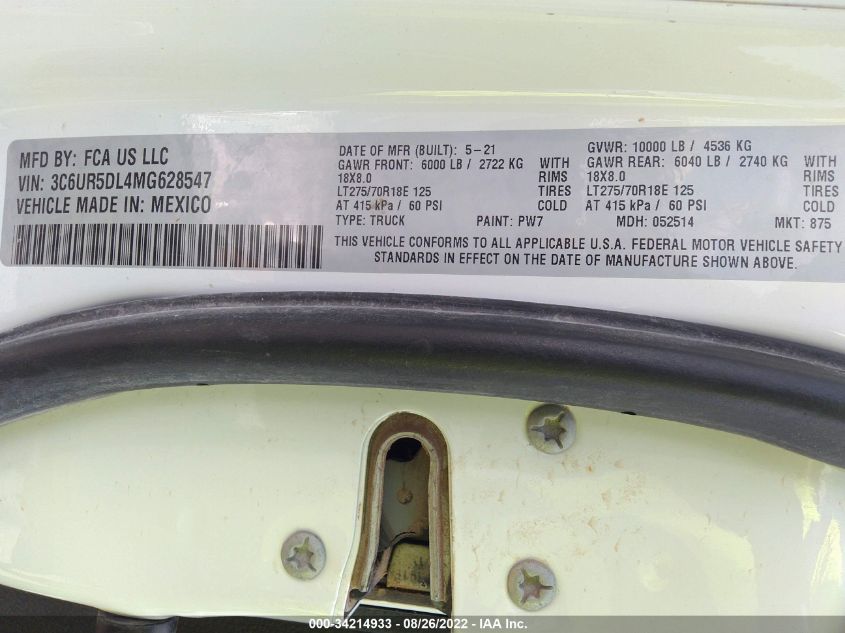 MFD BY: FCA US LLC
VIN: 3C6UR5DL4MG628547
VEHICLE MADE IN: MEXICO
DATE OF MFR (BUILT): 5-21
GAWR FRONT: 6000 LB / 2722 KG WITH
18X8.0 RIMS
LT275/70R18E 125 TIRES
AT 415 kPa / 60 PSI COLD
TYPE: TRUCK PAINT: PW7
GVWR: 10000 LB / 4536 KG
GAWR REAR: 6040 LB / 2740 KG WITH
18X8.0 RIMS
LT275/70R18E 125 TIRES
AT 415 kPa / 60 PSI COLD
MDH: 052514 MKT: 875
THIS VEHICLE CONFORMS TO ALL APPLICABLE U.S.A. FEDERAL MOTOR VEHICLE SAFETY
STANDARDS IN EFFECT ON THE DATE OF MANUFACTURE SHOWN ABOVE.
000-34214933 - 08/26/2022 - IAA Inc.